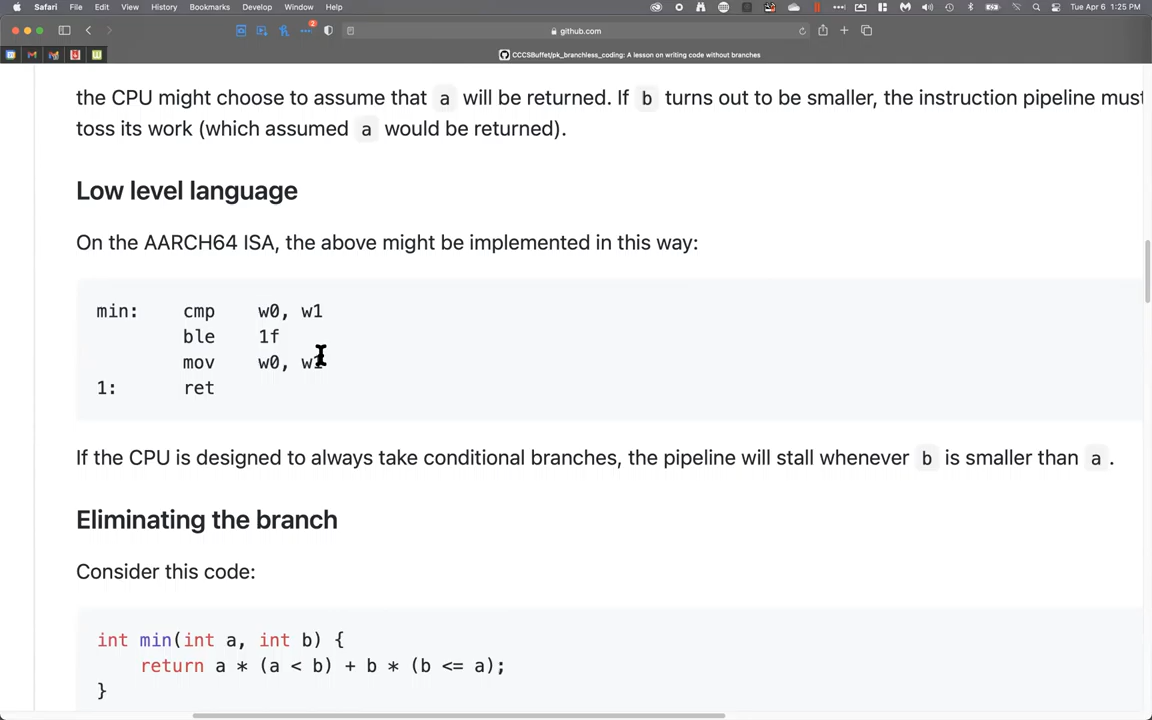 Safari File Edit View History Bookmarks Develop Window Help Tue Apr 6 1:25 PM
2 github.com
CCCSBuffet/pk_branchless_coding: A lesson on writing code without branches
the CPU might choose to assume that a will be returned. If b turns out to be smaller, the instruction pipeline must
toss its work (which assumed a would be returned).
Low level language
On the AARCH64 ISA, the above might be implemented in this way:
min: cmp w0, w1
ble 1f
mov w0, w1
1: ret
If the CPU is designed to always take conditional branches, the pipeline will stall whenever b is smaller than a.
Eliminating the branch
Consider this code:
int min(int a, int b) {
return a * (a < b) + b * (b <= a);
}